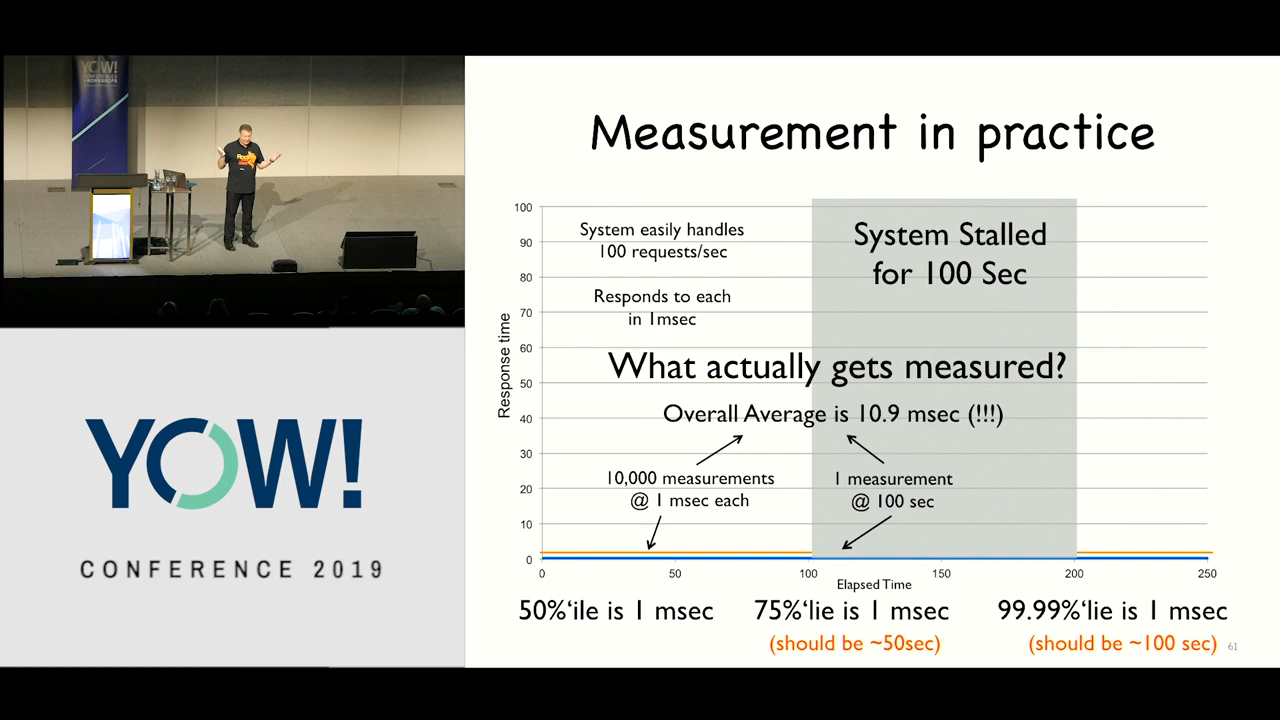 YOW!
CONFERENCES
& WORKSHOPS
YOW!
CONFERENCE 2019
Measurement in practice
100
90
80
70
60
50
40
30
20
10
0
Response time
System easily handles
100 requests/sec
Responds to each
in 1msec
System Stalled
for 100 Sec
What actually gets measured?
Overall Average is 10.9 msec (!!!)
10,000 measurements
@ 1 msec each
1 measurement
@ 100 sec
0 50 100 150 200 250
Elapsed Time
50%‘ile is 1 msec 75%‘lie is 1 msec 99.99%‘lie is 1 msec
(should be ~50sec) (should be ~100 sec)
61